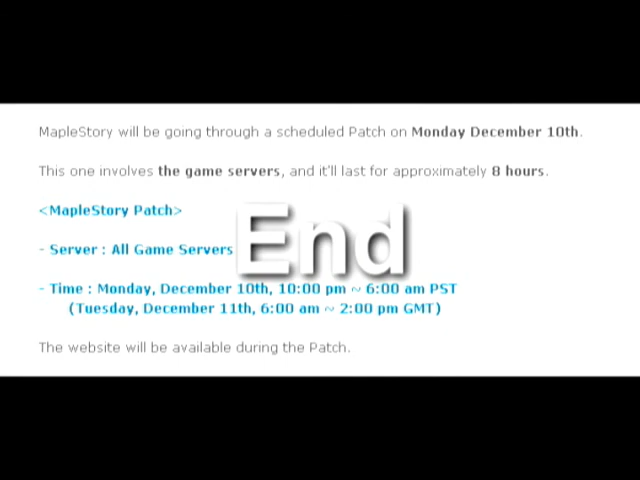 MapleStory will be going through a scheduled Patch on Monday December 10th.
This one involves the game servers, and it'll last for approximately 8 hours.
<MapleStory Patch>
- Server : All Game Servers
End
- Time : Monday, December 10th, 10:00 pm ~ 6:00 am PST
(Tuesday, December 11th, 6:00 am ~ 2:00 pm GMT)
The website will be available during the Patch.